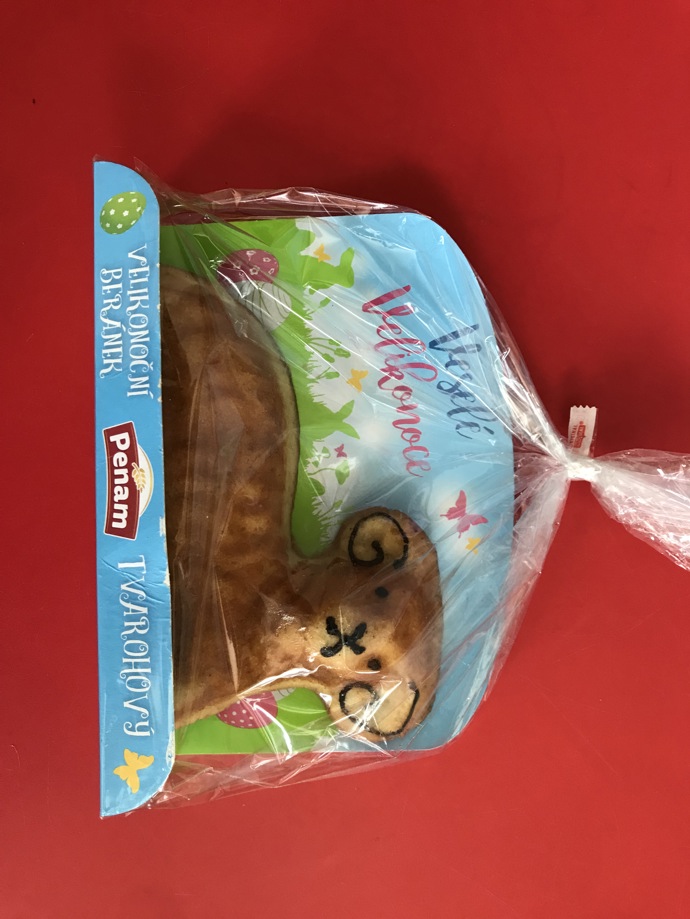 Veselé
Velikonoce
VELIKONOČNÍ
BERÁNEK
Penam
TVAROHOVÝ